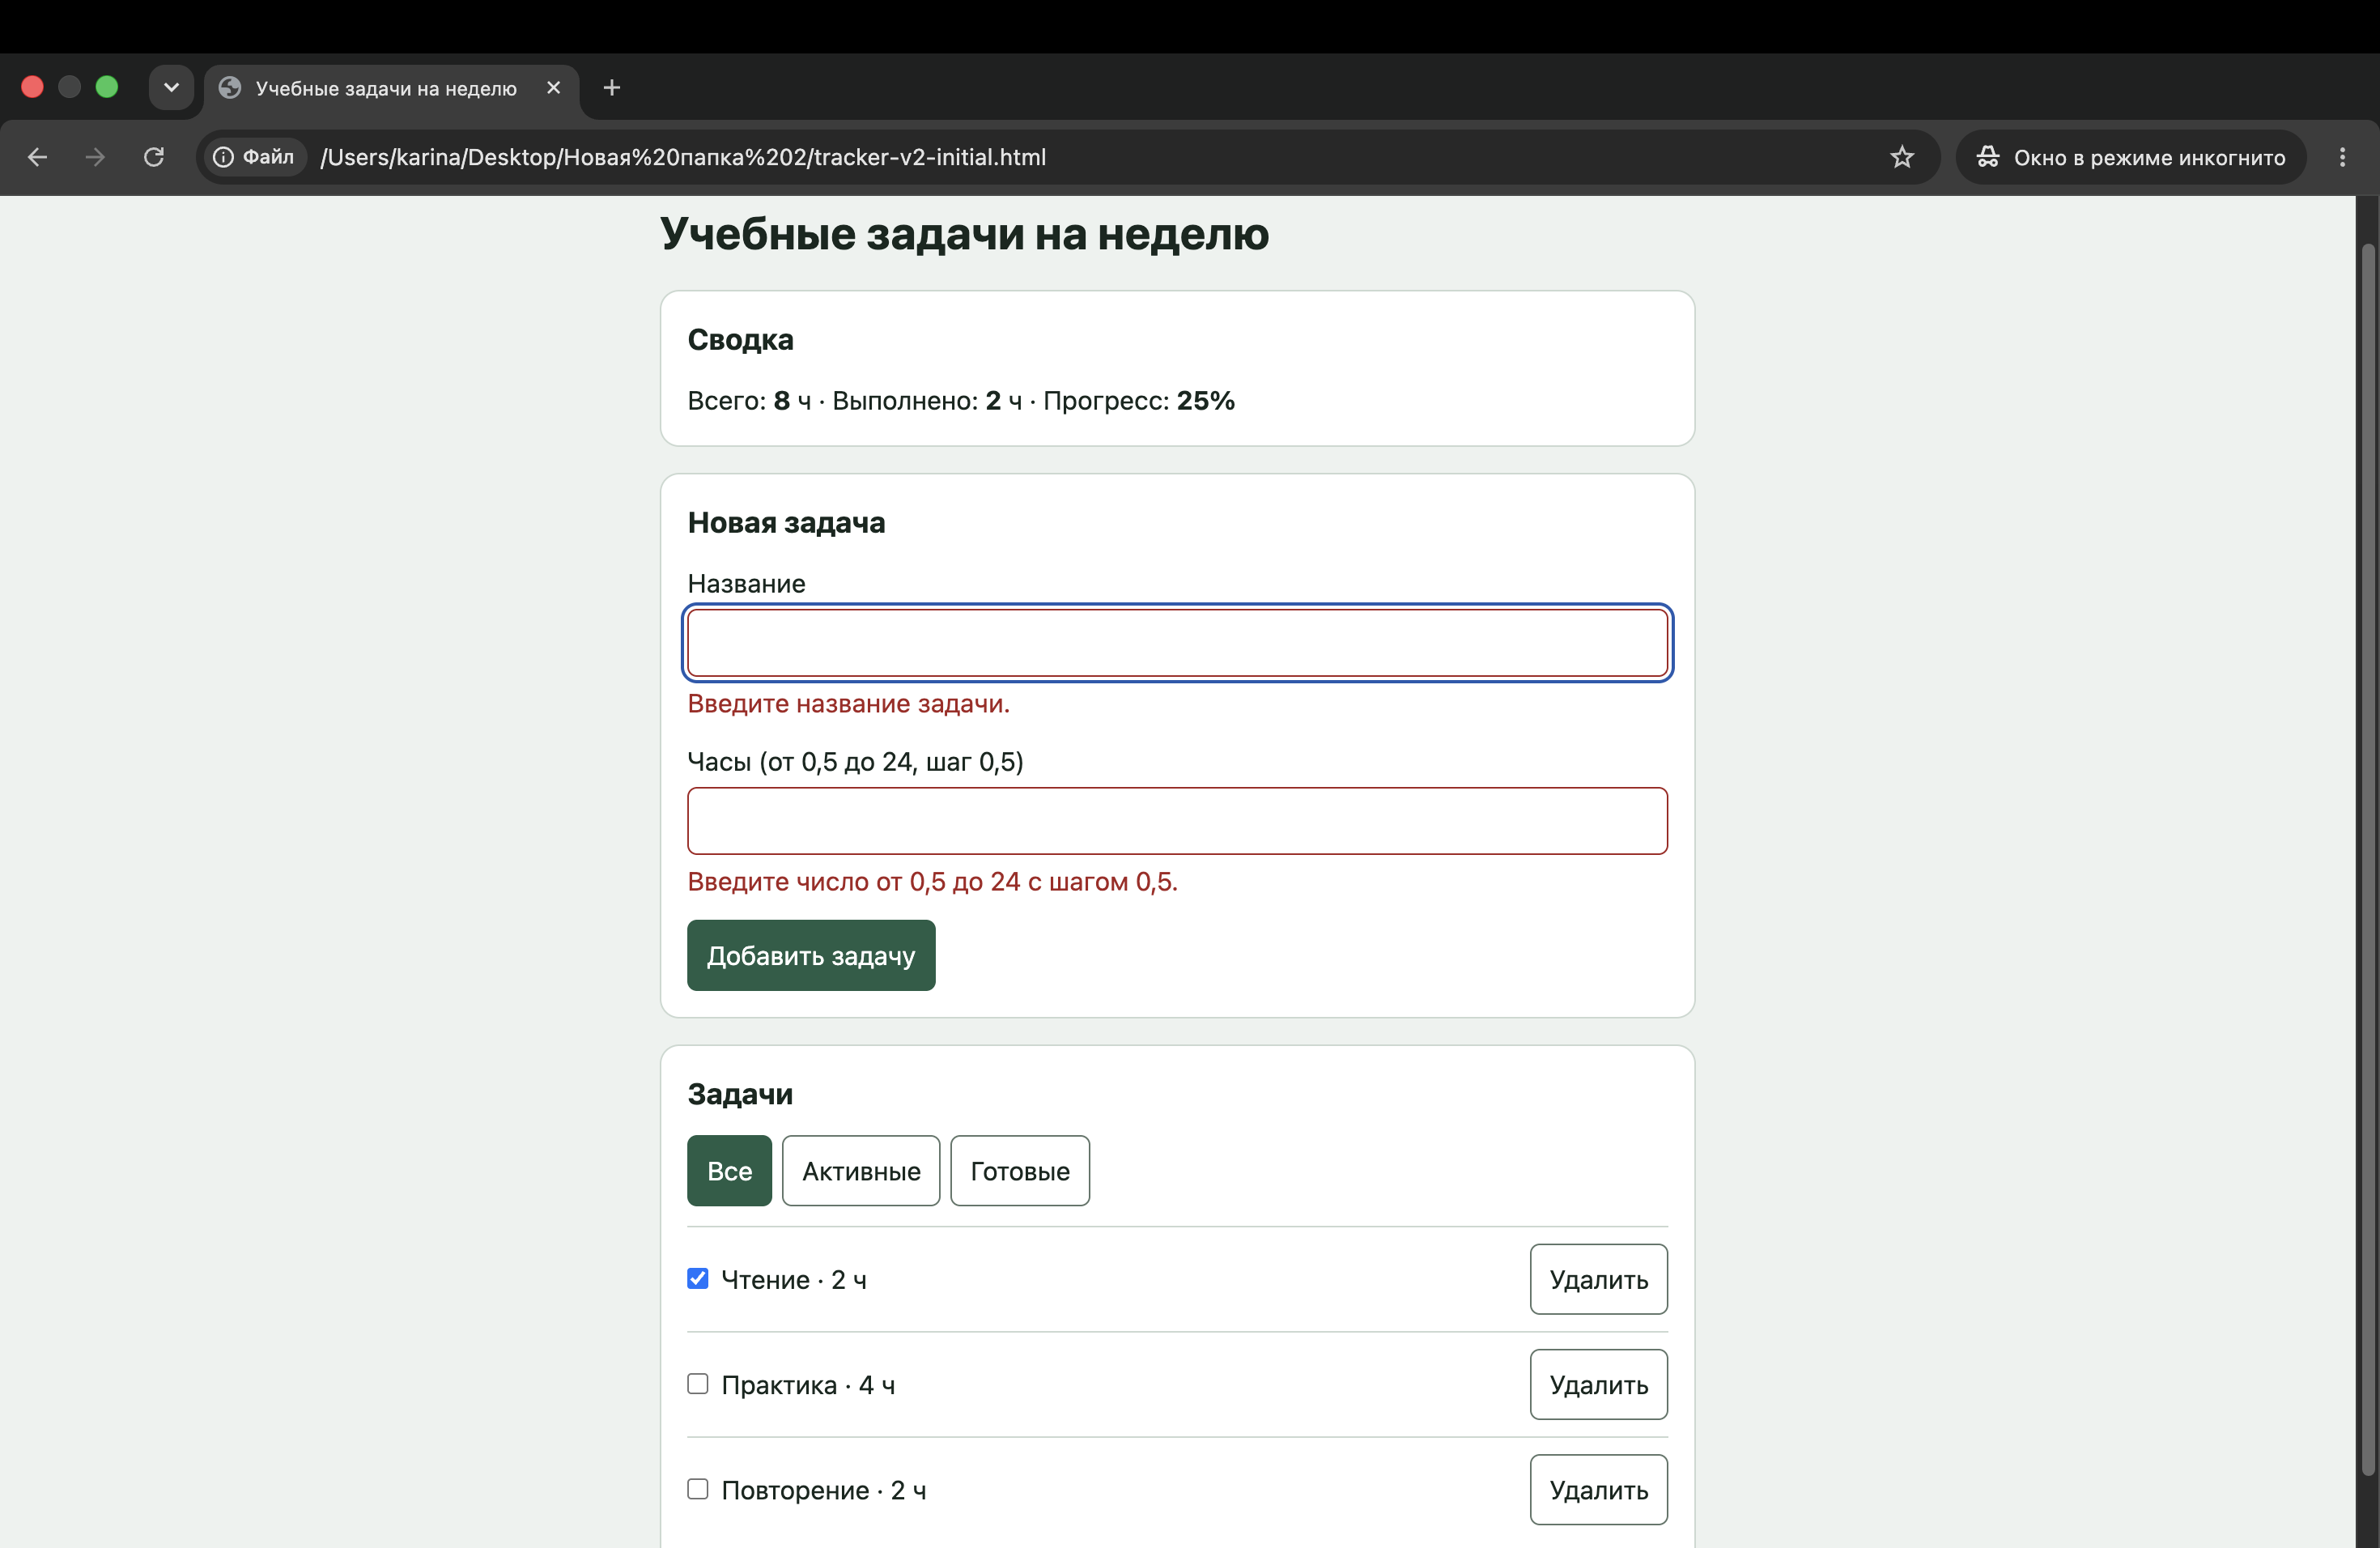 Учебные задачи на неделю
Файл /Users/karina/Desktop/Новая%20папка%202/tracker-v2-initial.html Окно в режиме инкогнито
Учебные задачи на неделю
Сводка
Всего: 8 ч · Выполнено: 2 ч · Прогресс: 25%
Новая задача
Название
Введите название задачи.
Часы (от 0,5 до 24, шаг 0,5)
Введите число от 0,5 до 24 с шагом 0,5.
Добавить задачу
Задачи
Все Активные Готовые
Чтение · 2 ч Удалить
Практика · 4 ч Удалить
Повторение · 2 ч Удалить